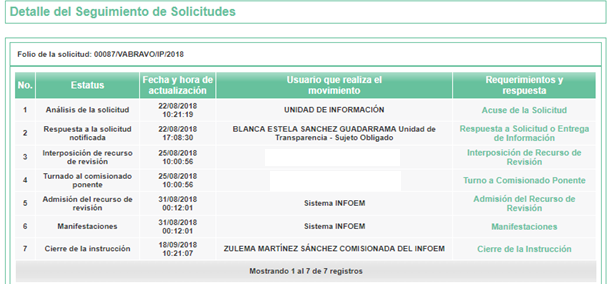 Detalle del Seguimiento de Solicitudes
Folio de la solicitud: 00087/VABRAVO/IP/2018
No. Estatus Fecha y hora de actualización Usuario que realiza el movimiento Requerimientos y respuesta
1 Análisis de la solicitud 22/08/2018 10:21:19 UNIDAD DE INFORMACIÓN Acuse de la Solicitud
2 Respuesta a la solicitud notificada 22/08/2018 17:08:30 BLANCA ESTELA SANCHEZ GUADARRAMA Unidad de Transparencia - Sujeto Obligado Respuesta a Solicitud o Entrega de Información
3 Interposición de recurso de revisión 25/08/2018 10:00:56 Interposición de Recurso de Revisión
4 Turnado al comisionado ponente 25/08/2018 10:00:56 Turno a Comisionado Ponente
5 Admisión del recurso de revisión 31/08/2018 00:12:01 Sistema INFOEM Admisión del Recurso de Revisión
6 Manifestaciones 31/08/2018 00:12:01 Sistema INFOEM Manifestaciones
7 Cierre de la instrucción 18/09/2018 10:21:07 ZULEMA MARTÍNEZ SÁNCHEZ COMISIONADA DEL INFOEM Cierre de la Instrucción
Mostrando 1 al 7 de 7 registros